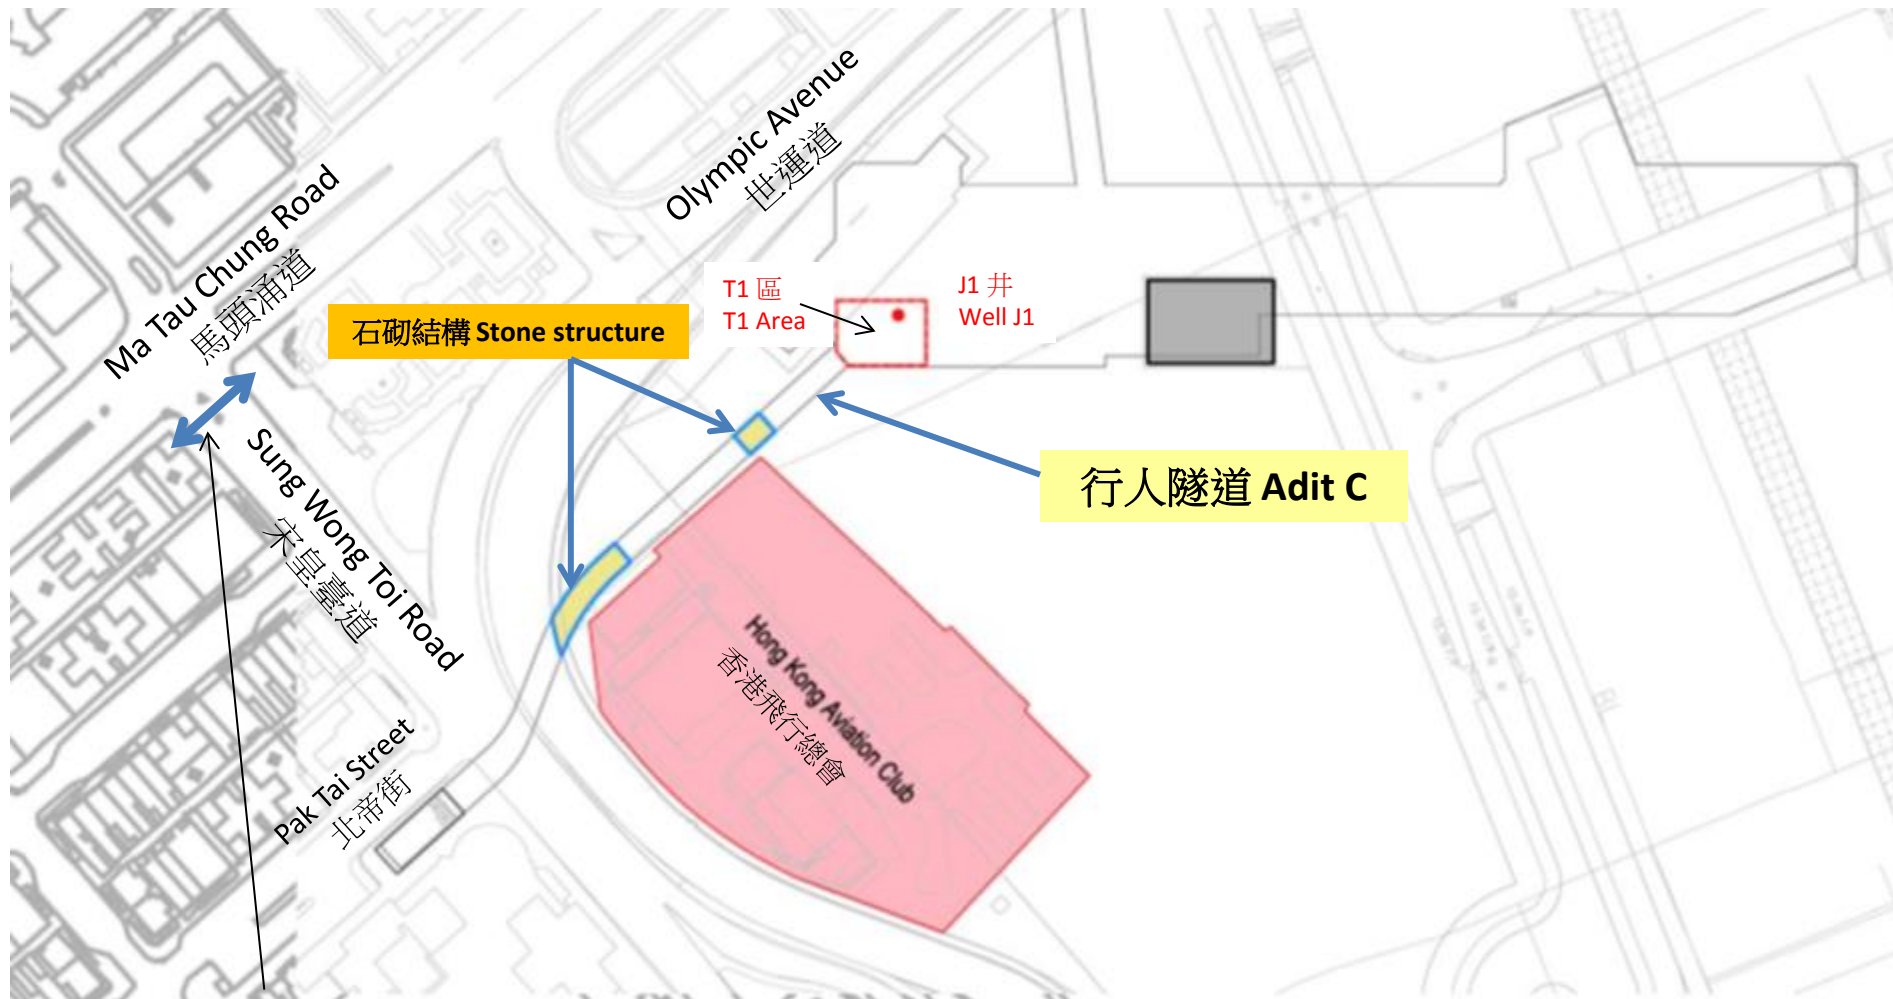 Olympic Avenue
世運道
Ma Tau Chung Road
馬頭涌道
石砌結構 Stone structure
T1 區
T1 Area
J1 井
Well J1
行人隧道 Adit C
Sung Wong Toi Road
宋皇臺道
Hong Kong Aviation Club
香港飛行總會
Pak Tai Street
北帝街